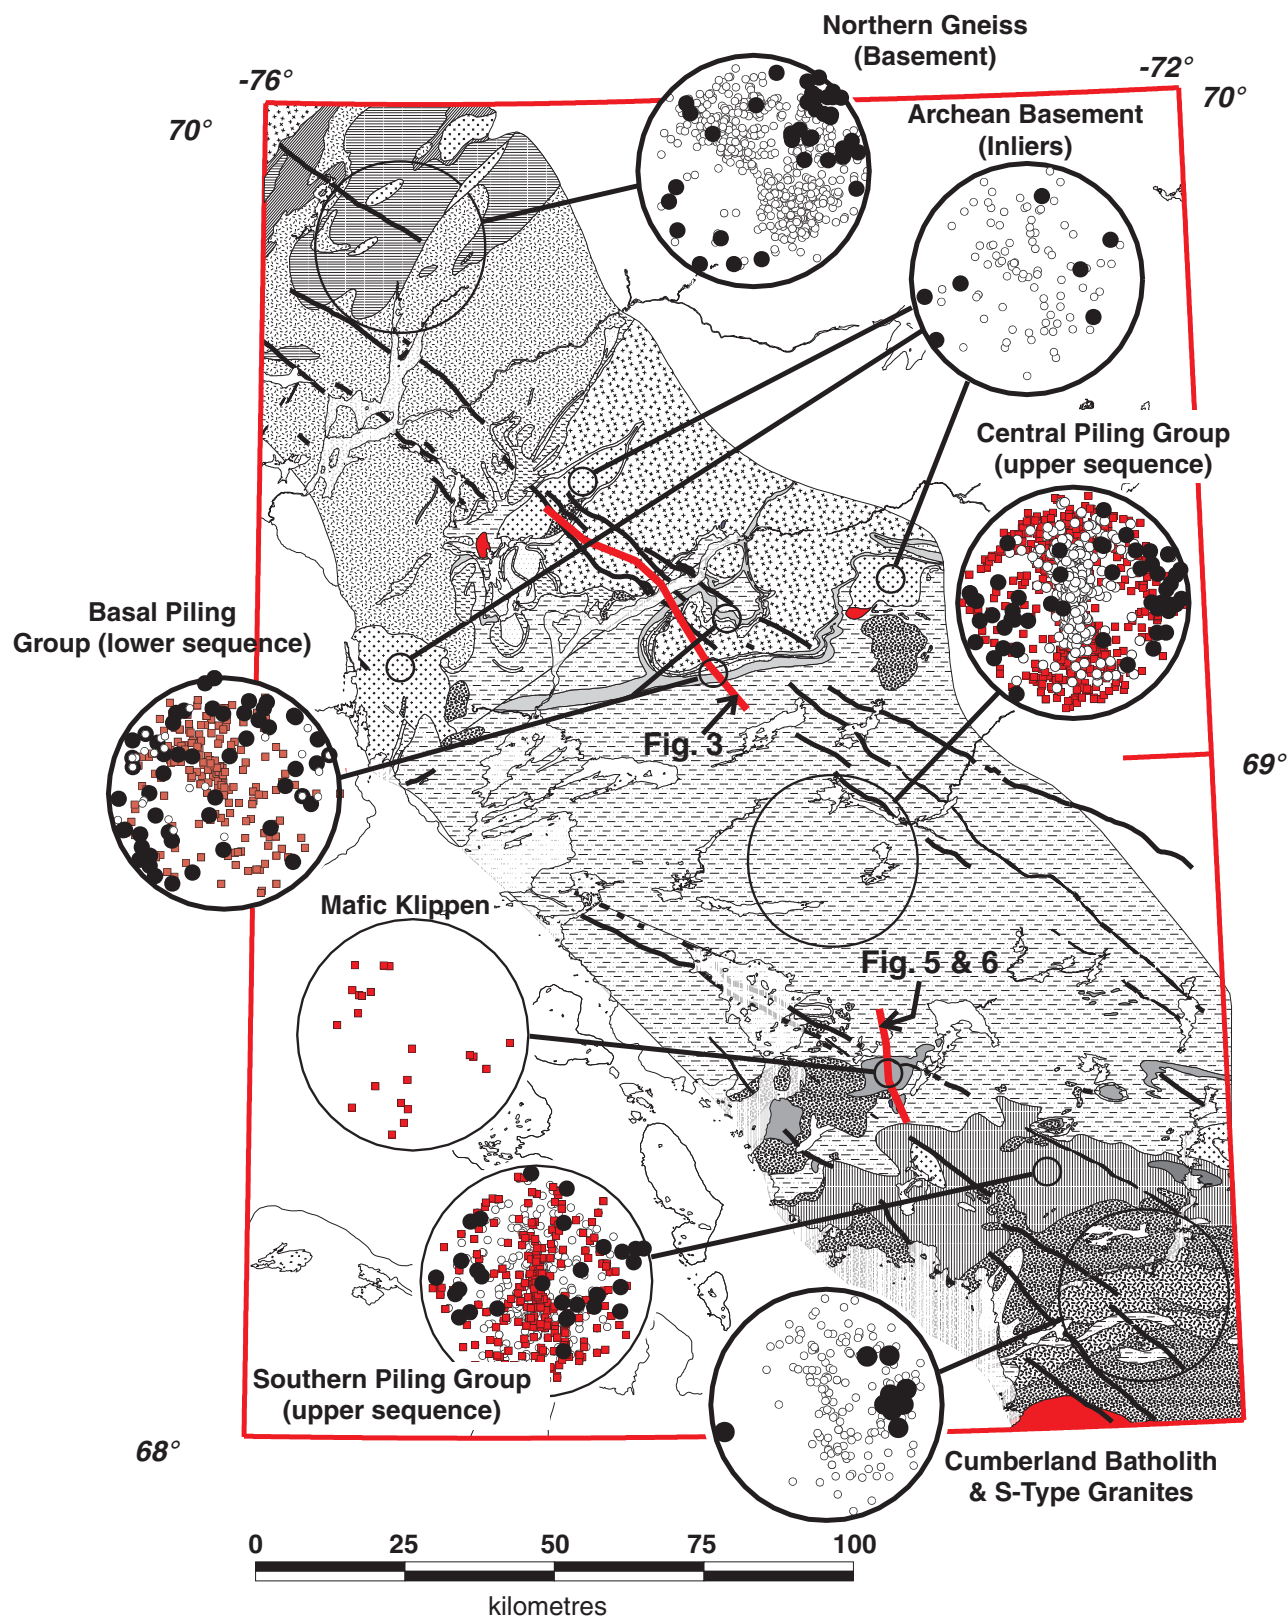 Northern Gneiss
(Basement)
-76°
-72°
70°
70°
Archean Basement
(Inliers)
Central Piling Group
(upper sequence)
Basal Piling
Group (lower sequence)
Fig. 3
69°
Mafic Klippen
Fig. 5 & 6
Southern Piling Group
(upper sequence)
68°
Cumberland Batholith
& S-Type Granites
0 25 50 75 100
kilometres